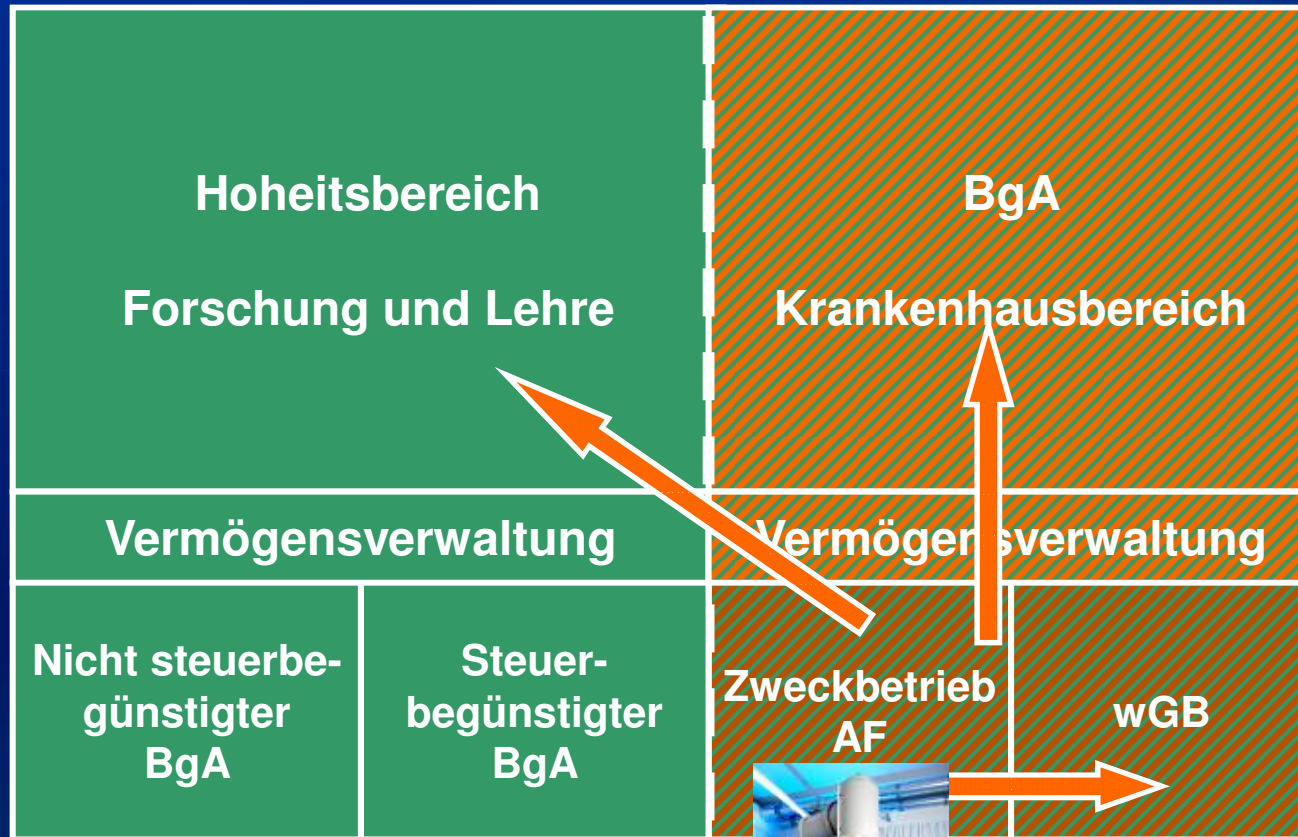 Hoheitsbereich
Forschung und Lehre
BgA
Krankenhausbereich
Vermögensverwaltung
Vermögensverwaltung
Nicht steuerbe-
günstigter
BgA
Steuer-
begünstigter
BgA
Zweckbetrieb
AF
wGB